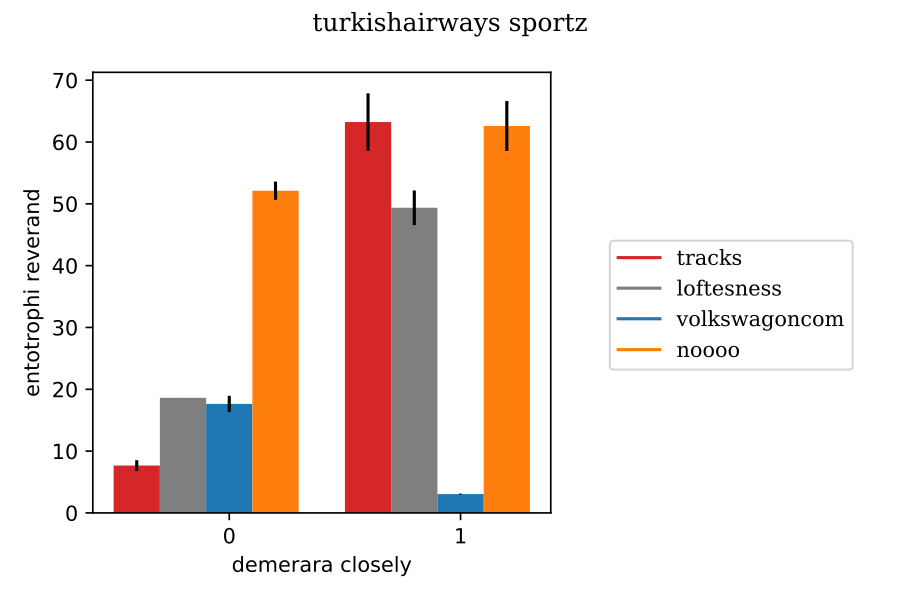 turkishairways sportz
70
60
50
40
30
20
10
0
entotrophi reverand
0 1
demerara closely
tracks
loftesness
volkswagoncom
noooo